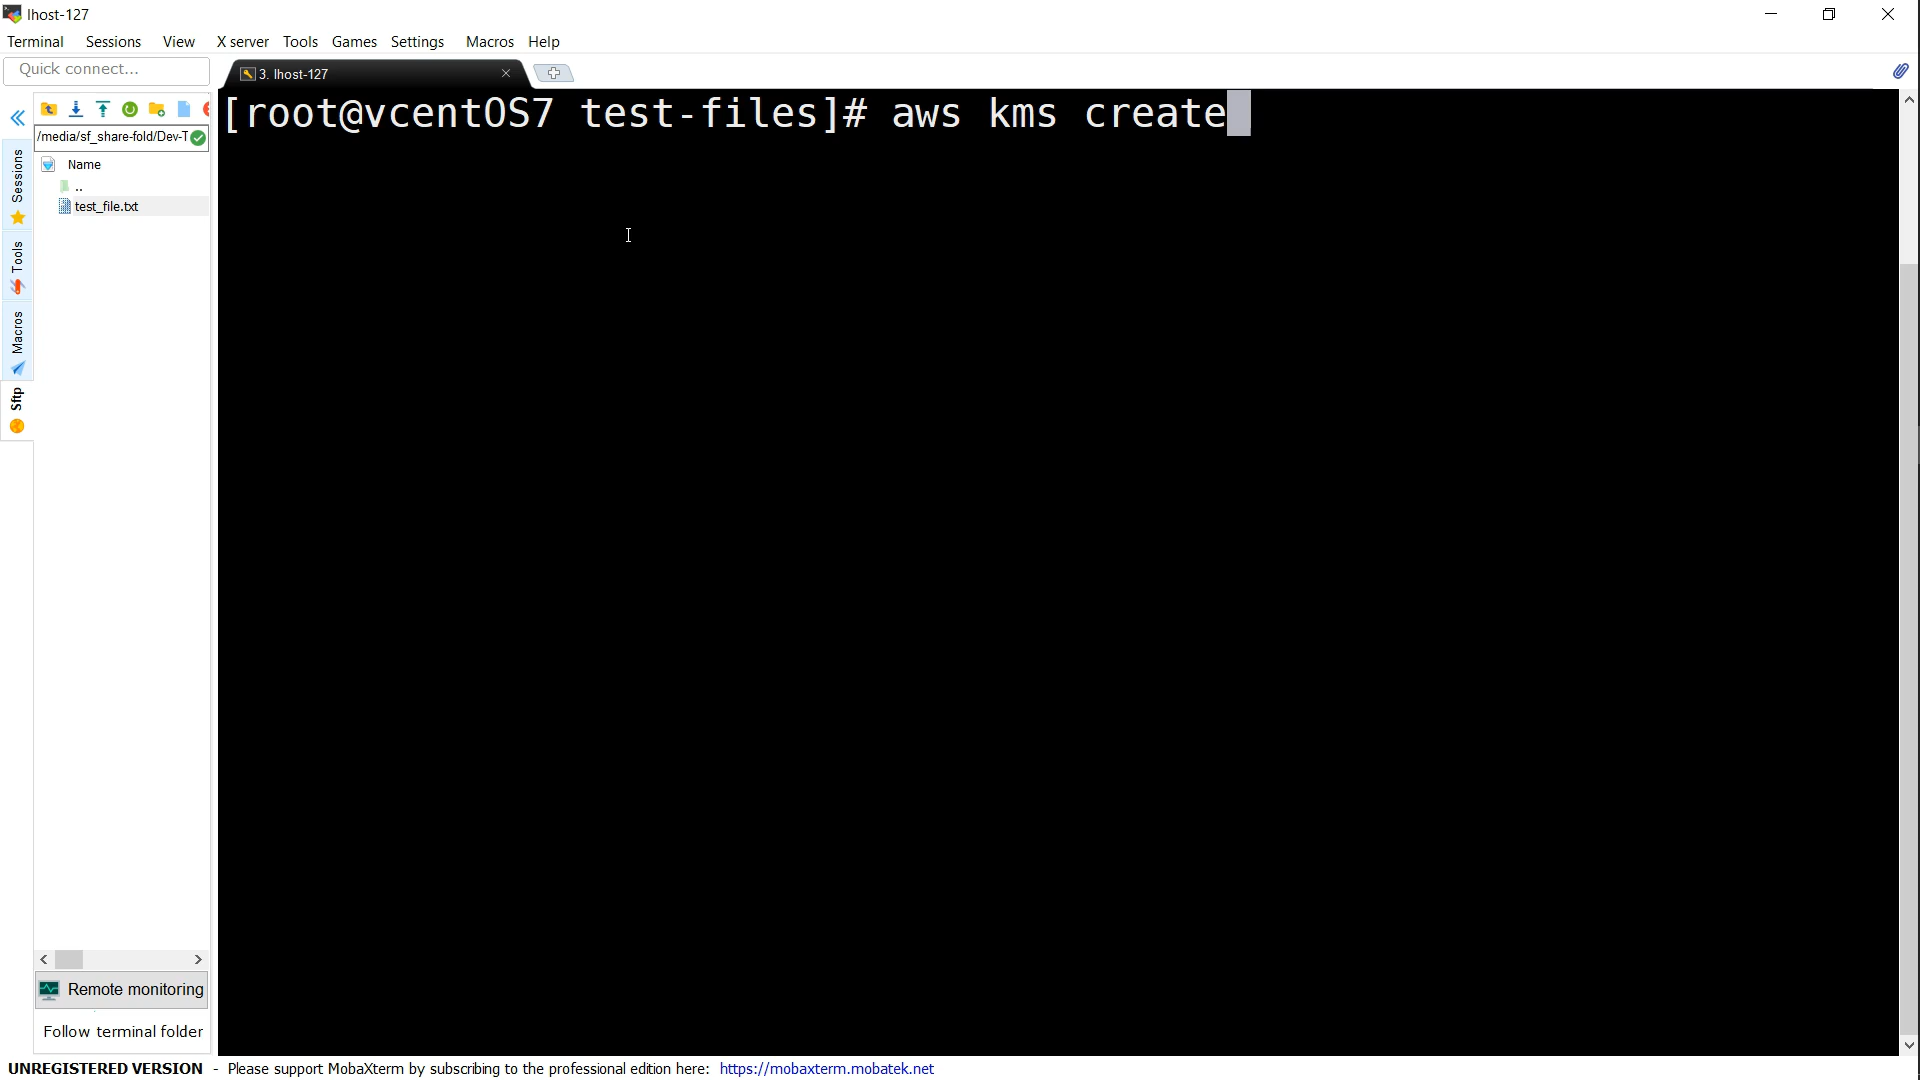 lhost-127
Terminal Sessions View X server Tools Games Settings Macros Help
Quick connect...
3. lhost-127
/media/sf_share-fold/Dev-T
Name
..
test_file.txt
Sessions
Tools
Macros
Sftp
[root@vcentOS7 test-files]# aws kms create
Remote monitoring
Follow terminal folder
UNREGISTERED VERSION - Please support MobaXterm by subscribing to the professional edition here: https://mobaxterm.mobatek.net